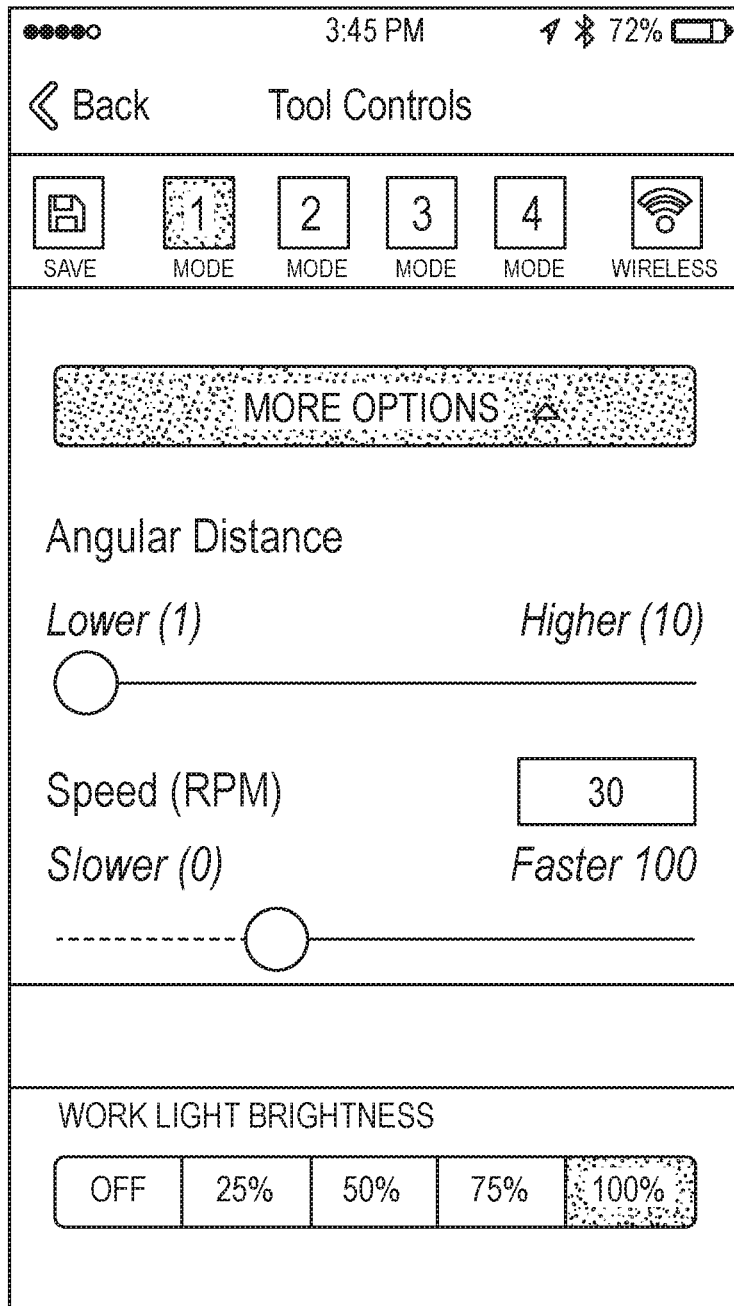 3:45 PM 72%
Back Tool Controls
1 2 3 4
SAVE MODE MODE MODE MODE WIRELESS
MORE OPTIONS
Angular Distance
Lower (1) Higher (10)
Speed (RPM) 30
Slower (0) Faster 100
WORK LIGHT BRIGHTNESS
OFF 25% 50% 75% 100%